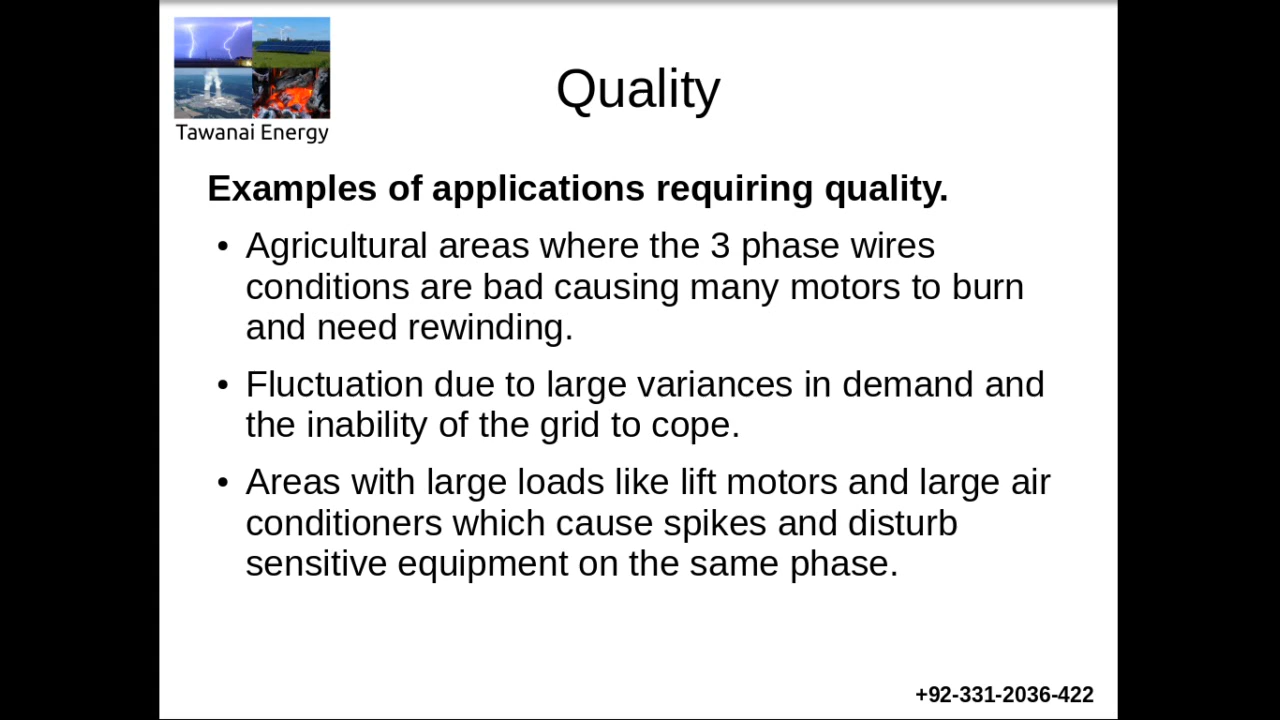 Tawanai Energy
Quality
Examples of applications requiring quality.
• Agricultural areas where the 3 phase wires
conditions are bad causing many motors to burn
and need rewinding.
• Fluctuation due to large variances in demand and
the inability of the grid to cope.
• Areas with large loads like lift motors and large air
conditioners which cause spikes and disturb
sensitive equipment on the same phase.
+92-331-2036-422